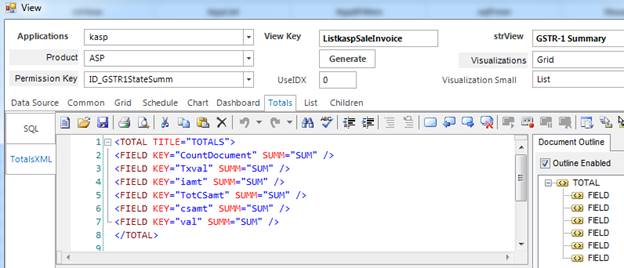 View
Applications kasp View Key ListkaspSaleInvoice strView GSTR-1 Summary
Product ASP Generate Visualizations Grid
Permission Key ID_GSTR1StateSumm UseIDX 0 Visualization Small List
Data Source Common Grid Schedule Chart Dashboard Totals List Children
SQL
TotalsXML
Document Outline
Outline Enabled
1 <TOTAL TITLE="TOTALS">
2 <FIELD KEY="CountDocument" SUMM="SUM" />
3 <FIELD KEY="Txval" SUMM="SUM" />
4 <FIELD KEY="iamt" SUMM="SUM" />
5 <FIELD KEY="TotCSamt" SUMM="SUM" />
6 <FIELD KEY="csamt" SUMM="SUM" />
7 <FIELD KEY="val" SUMM="SUM" />
8 </TOTAL>
9
TOTAL
FIELD
FIELD
FIELD
FIELD
FIELD
FIELD